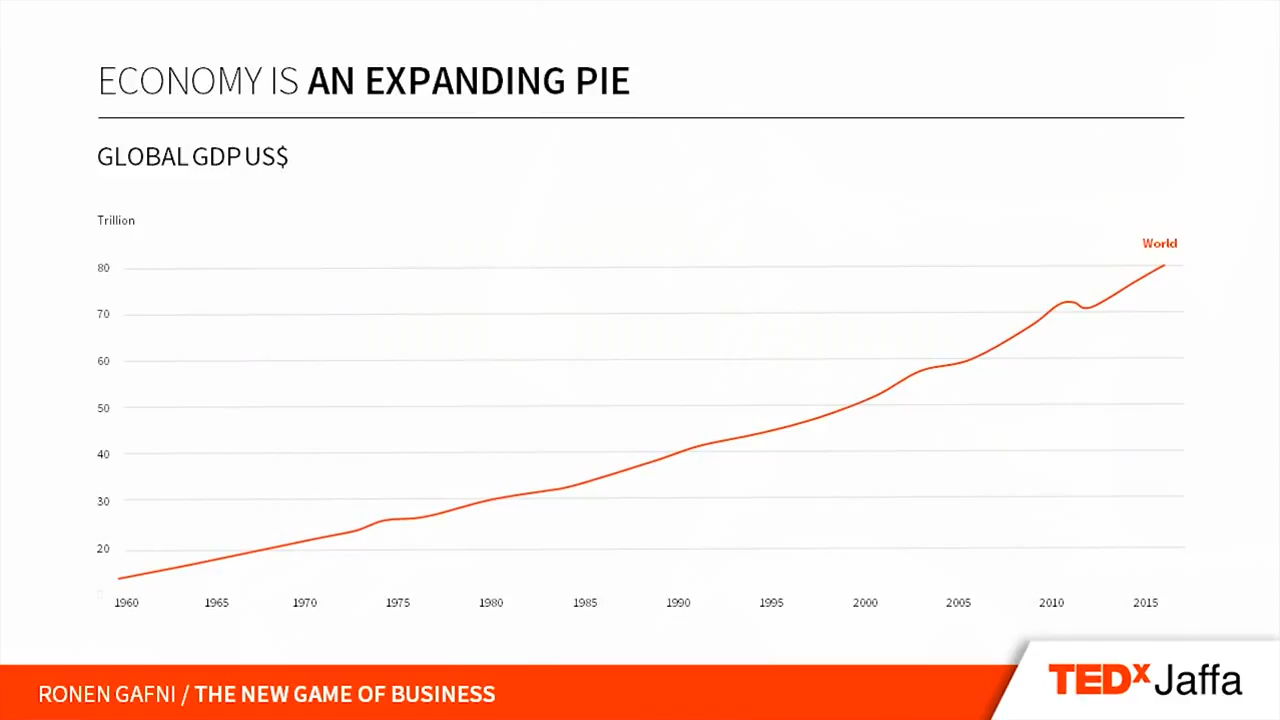 ECONOMY IS AN EXPANDING PIE
GLOBAL GDP US$
Trillion
World
80
70
60
50
40
30
20
1960 1965 1970 1975 1980 1985 1990 1995 2000 2005 2010 2015
RONEN GAFNI / THE NEW GAME OF BUSINESS
TEDx Jaffa